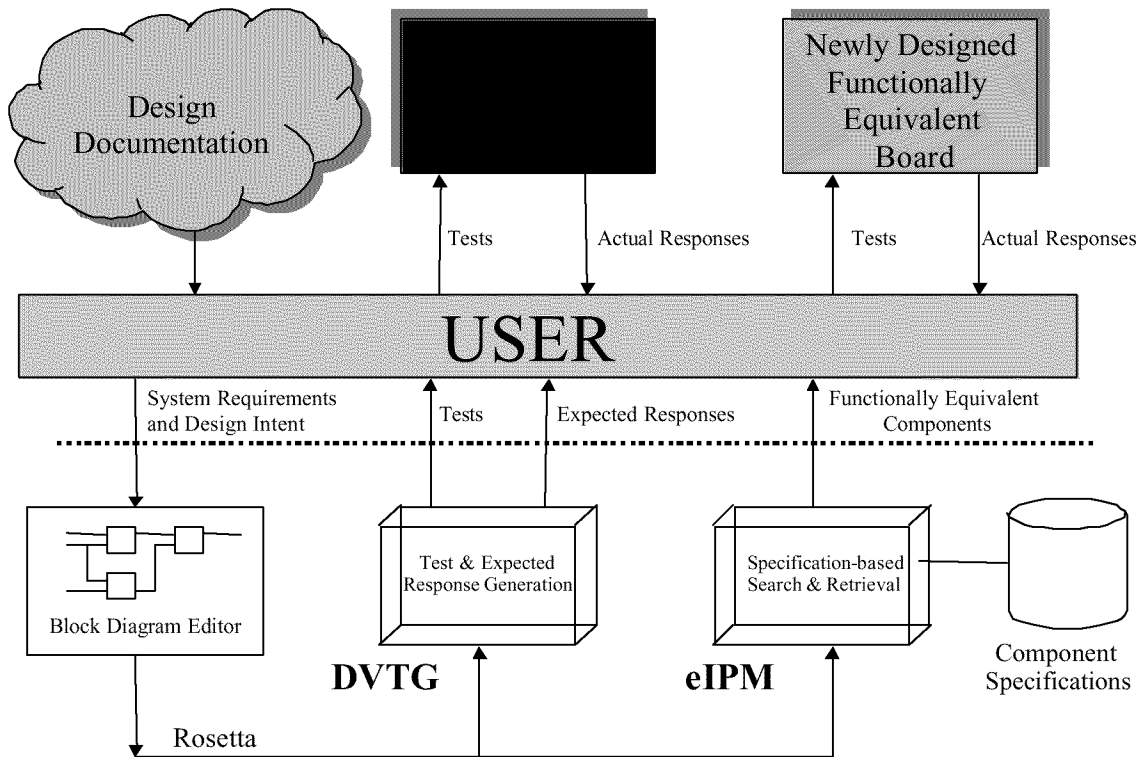 Design
Documentation
Newly Designed
Functionally
Equivalent
Board
Tests
Actual Responses
Tests
Actual Responses
USER
System Requirements
and Design Intent
Tests
Expected Responses
Functionally Equivalent
Components
Block Diagram Editor
Test & Expected
Response Generation
Specification-based
Search & Retrieval
DVTG
eIPM
Component
Specifications
Rosetta